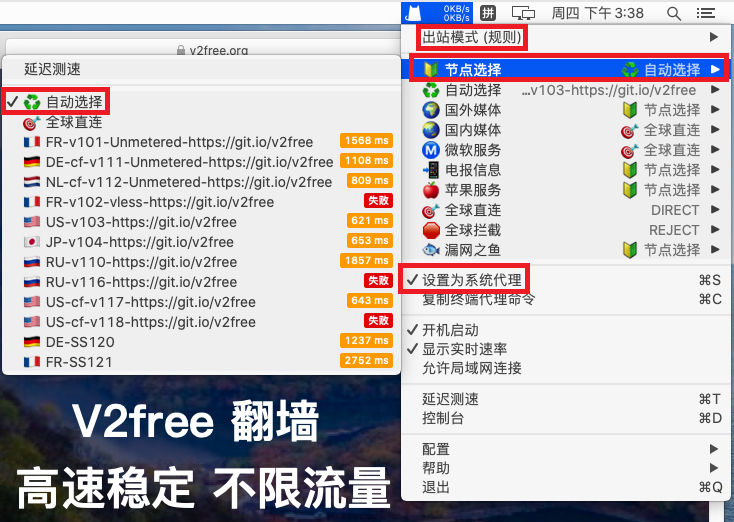 0KB/s
0KB/s
拼
周四 下午3:38
v2free.org
延迟测速
✓ 自动选择
全球直连
FR-v101-Unmetered-https://git.io/v2free 1568 ms
DE-cf-v111-Unmetered-https://git.io/v2free 1108 ms
NL-cf-v112-Unmetered-https://git.io/v2free 809 ms
FR-v102-vless-https://git.io/v2free 失败
US-v103-https://git.io/v2free 621 ms
JP-v104-https://git.io/v2free 653 ms
RU-v110-https://git.io/v2free 1857 ms
RU-v116-https://git.io/v2free 失败
US-cf-v117-https://git.io/v2free 643 ms
US-cf-v118-https://git.io/v2free 失败
DE-SS120 1237 ms
FR-SS121 2752 ms
出站模式 (规则)
节点选择 自动选择
自动选择 ...v103-https://git.io/v2free
国外媒体 节点选择
国内媒体 全球直连
M 微软服务 全球直连
电报信息 节点选择
苹果服务 节点选择
全球直连 DIRECT
全球拦截 REJECT
漏网之鱼 节点选择
✓ 设置为系统代理 ⌘S
复制终端代理命令 ⌘C
✓ 开机启动
✓ 显示实时速率
允许局域网连接
延迟测速 ⌘T
控制台 ⌘D
配置
帮助
退出 ⌘Q
V2free 翻墙
高速稳定 不限流量